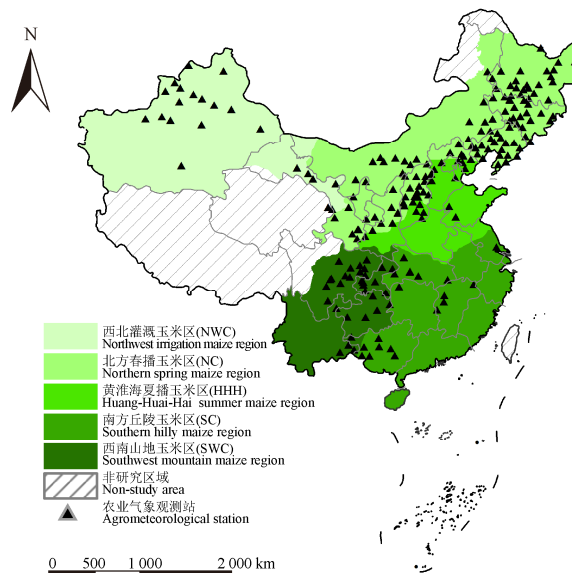 N
西北灌溉玉米区(NWC)
Northwest irrigation maize region
北方春播玉米区(NC)
Northern spring maize region
黄淮海夏播玉米区(HHH)
Huang-Huai-Hai summer maize region
南方丘陵玉米区(SC)
Southern hilly maize region
西南山地玉米区(SWC)
Southwest mountain maize region
非研究区域
Non-study area
农业气象观测站
Agrometeorological station
0 500 1 000 2 000 km